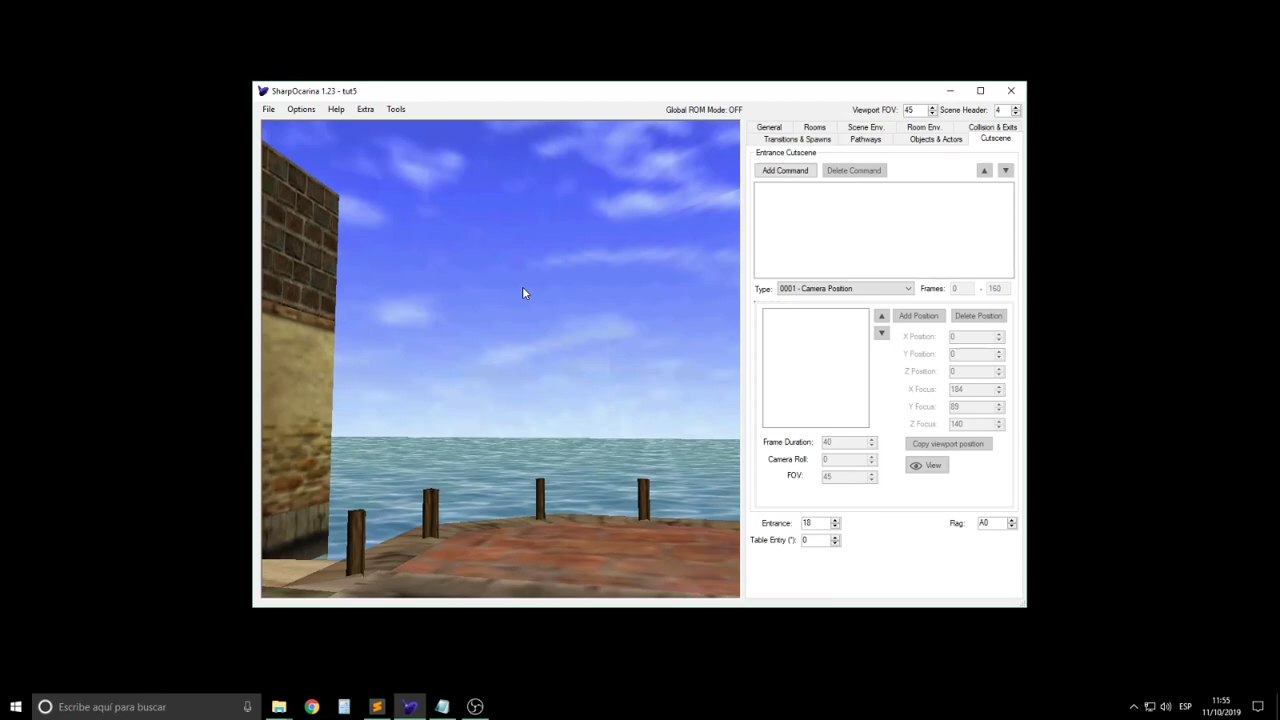 SharpOcarina 1.23 - tut5
File Options Help Extra Tools Global ROM Mode: OFF Viewport FOV: 45 Scene Header: 4
General Rooms Scene Env. Room Env. Collision & Exits
Transitions & Spawns Pathways Objects & Actors Cutscene
Entrance Cutscene
Add Command Delete Command
Type: 0001 - Camera Position Frames: 0 - 160
Add Position Delete Position
X Position: 0
Y Position: 0
Z Position: 0
X Focus: 184
Y Focus: 89
Z Focus: 140
Frame Duration: 40 Copy viewport position
Camera Roll: 0 View
FOV: 45
Entrance: 18 Flag: A0
Table Entry (*): 0
Escribe aquí para buscar ESP 11:55
11/10/2019